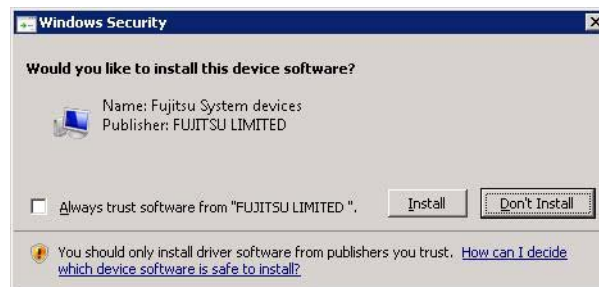 Windows Security
Would you like to install this device software?
Name: Fujitsu System devices
Publisher: FUJITSU LIMITED
Always trust software from "FUJITSU LIMITED ".
Install
Don't Install
You should only install driver software from publishers you trust. How can I decide
which device software is safe to install?